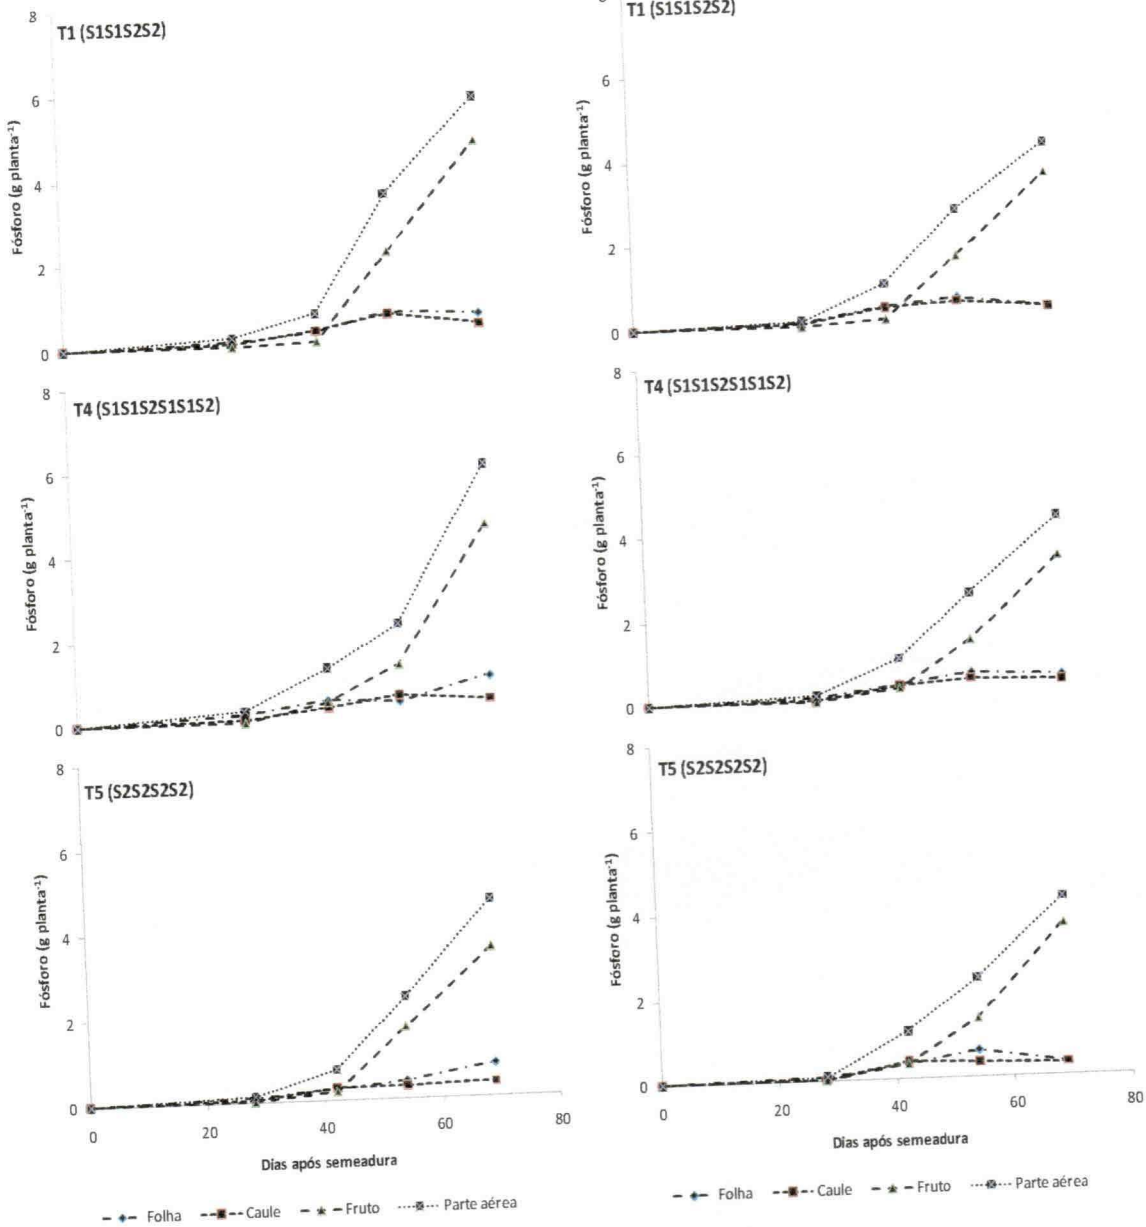 T1 (S1S1S2S2)
8
6
4
2
0
Fósforo (g planta⁻¹)
T1 (S1S1S2S2)
6
4
2
0
Fósforo (g planta⁻¹)
T4 (S1S1S2S1S1S2)
8
6
4
2
0
Fósforo (g planta⁻¹)
T4 (S1S1S2S1S1S2)
8
6
4
2
0
Fósforo (g planta⁻¹)
T5 (S2S2S2S2)
8
6
4
2
0
Fósforo (g planta⁻¹)
0 20 40 60 80
Dias após semeadura
Folha Caule Fruto Parte aérea
T5 (S2S2S2S2)
8
6
4
2
0
Fósforo (g planta⁻¹)
0 20 40 60 80
Dias após semeadura
Folha Caule Fruto Parte aérea